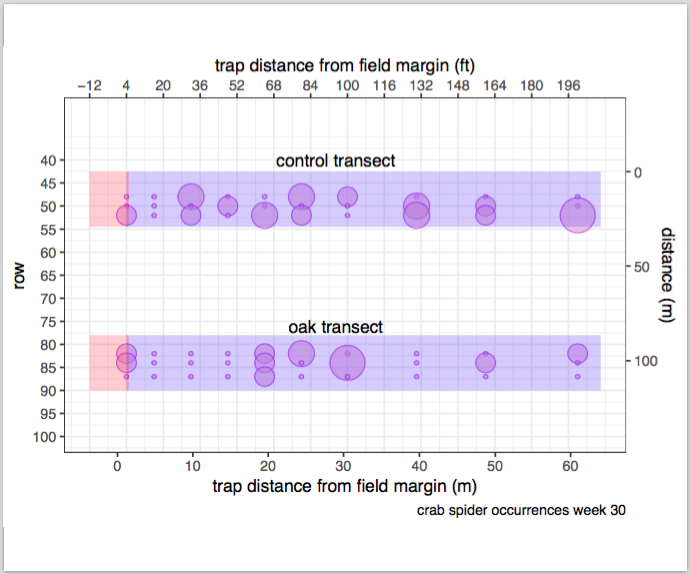 trap distance from field margin (ft)
−12 4 20 36 52 68 84 100 116 132 148 164 180 196
control transect
oak transect
row
40
45
50
55
60
65
70
75
80
85
90
95
100
0
50
100
distance (m)
0 10 20 30 40 50 60
trap distance from field margin (m)
crab spider occurrences week 30